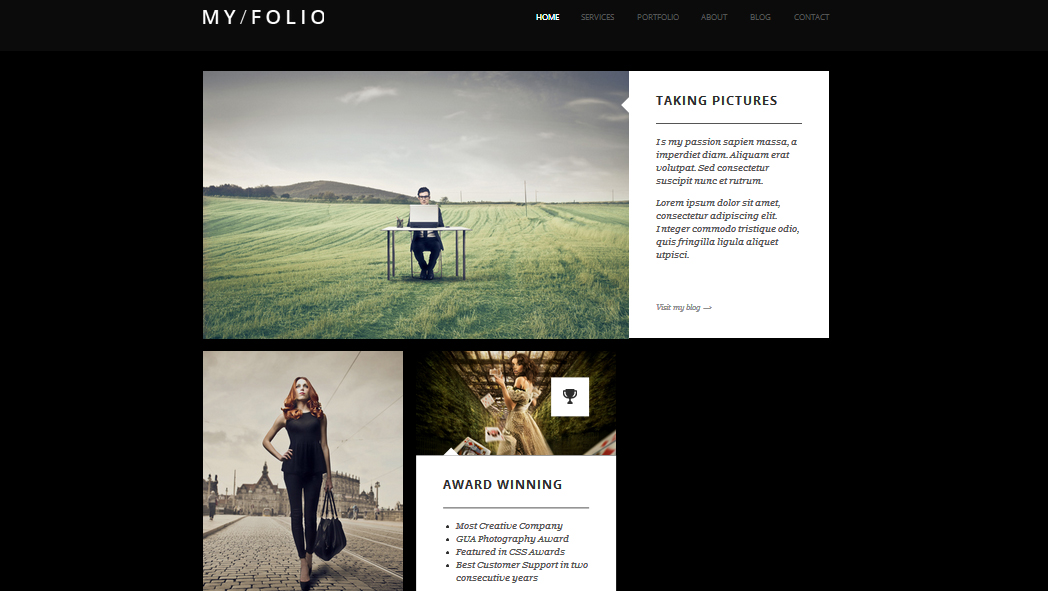 MY/FOLIO
HOME SERVICES PORTFOLIO ABOUT BLOG CONTACT
TAKING PICTURES
Is my passion sapien massa, a
imperdiet diam. Aliquam erat
volutpat. Sed consectetur
suscipit nunc et rutrum.
Lorem ipsum dolor sit amet,
consectetur adipiscing elit.
Integer commodo tristique odio,
quis fringilla ligula aliquet
utpisci.
Visit my blog →
AWARD WINNING
• Most Creative Company
• GUA Photography Award
• Featured in CSS Awards
• Best Customer Support in two
consecutive years